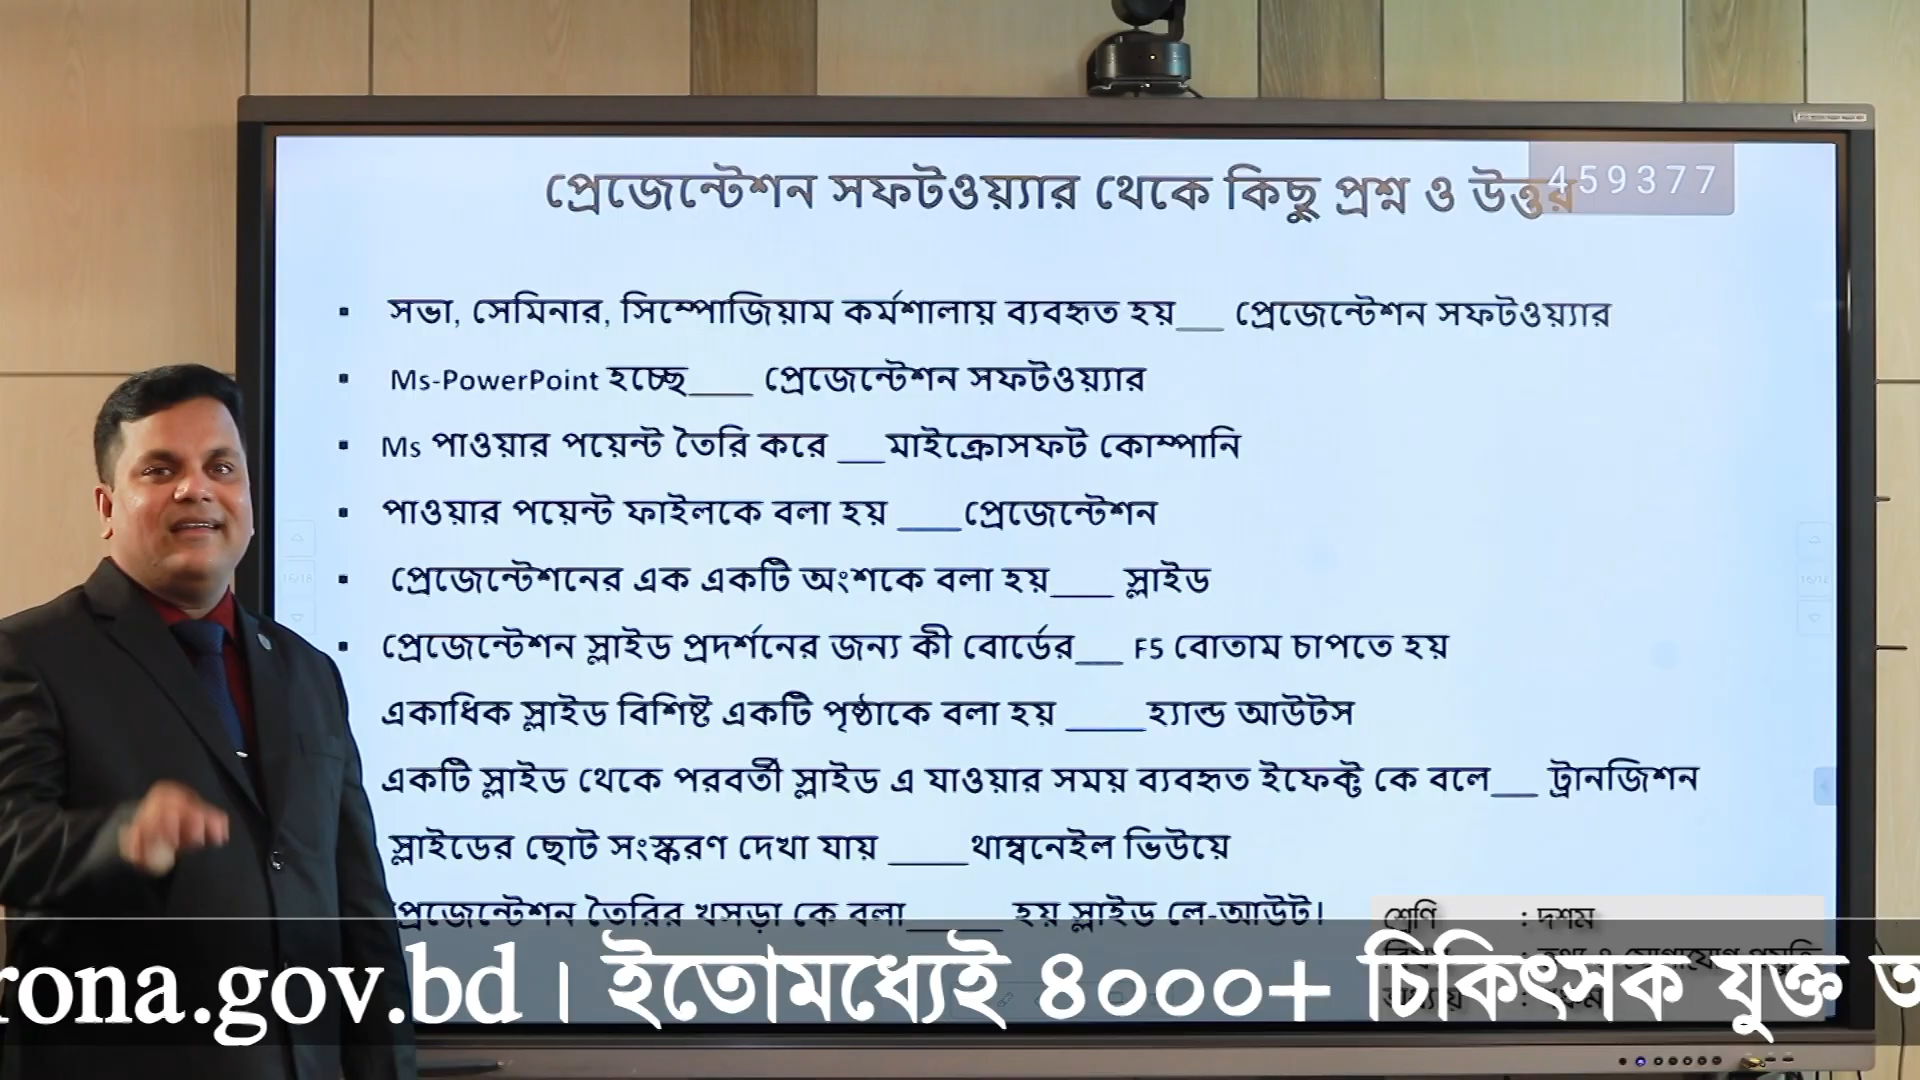 প্রেজেন্টেশন সফটওয়্যার থেকে কিছু প্রশ্ন ও উত্তর
459377
▪ সভা, সেমিনার, সিম্পোজিয়াম কর্মশালায় ব্যবহৃত হয়___ প্রেজেন্টেশন সফটওয়্যার
▪ Ms-PowerPoint হচ্ছে____ প্রেজেন্টেশন সফটওয়্যার
▪ Ms পাওয়ার পয়েন্ট তৈরি করে ___মাইক্রোসফট কোম্পানি
▪ পাওয়ার পয়েন্ট ফাইলকে বলা হয় ____প্রেজেন্টেশন
▪ প্রেজেন্টেশনের এক একটি অংশকে বলা হয়____ স্লাইড
▪ প্রেজেন্টেশন স্লাইড প্রদর্শনের জন্য কী বোর্ডের___ F5 বোতাম চাপতে হয়
একাধিক স্লাইড বিশিষ্ট একটি পৃষ্ঠাকে বলা হয় _____হ্যান্ড আউটস
একটি স্লাইড থেকে পরবর্তী স্লাইড এ যাওয়ার সময় ব্যবহৃত ইফেক্ট কে বলে___ ট্রানজিশন
স্লাইডের ছোট সংস্করণ দেখা যায় _____থাম্বনেইল ভিউয়ে
প্রেজেন্টেশন তৈরির খসড়া কে বলা______ হয় স্লাইড লে-আউট।
শ্রেণি : দশম
rona.gov.bd। ইতোমধ্যেই ৪০০০+ চিকিৎসক যুক্ত